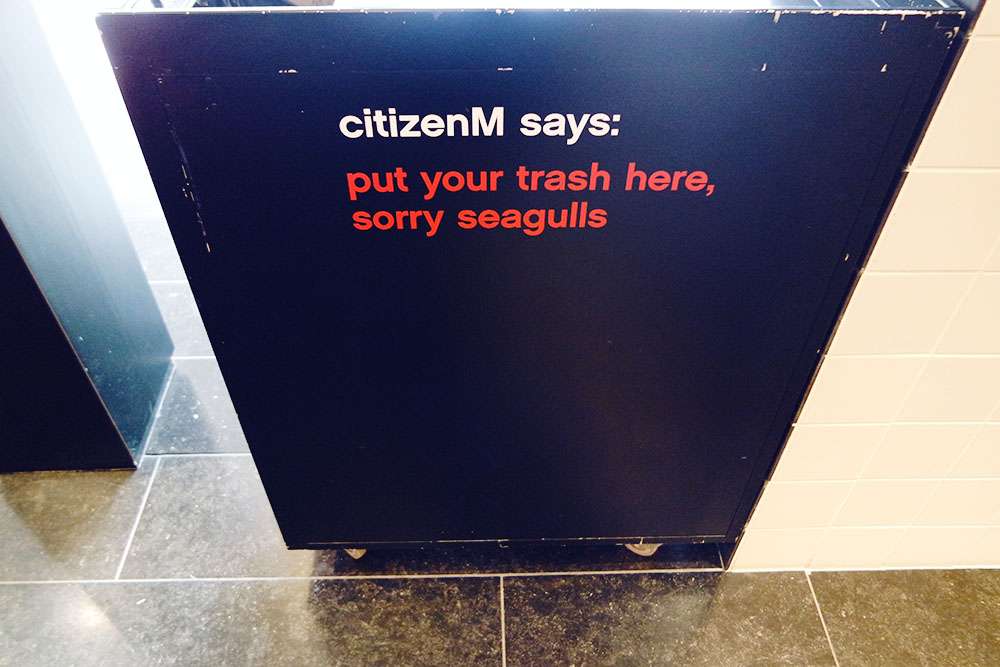 citizenM says:
put your trash here,
sorry seagulls